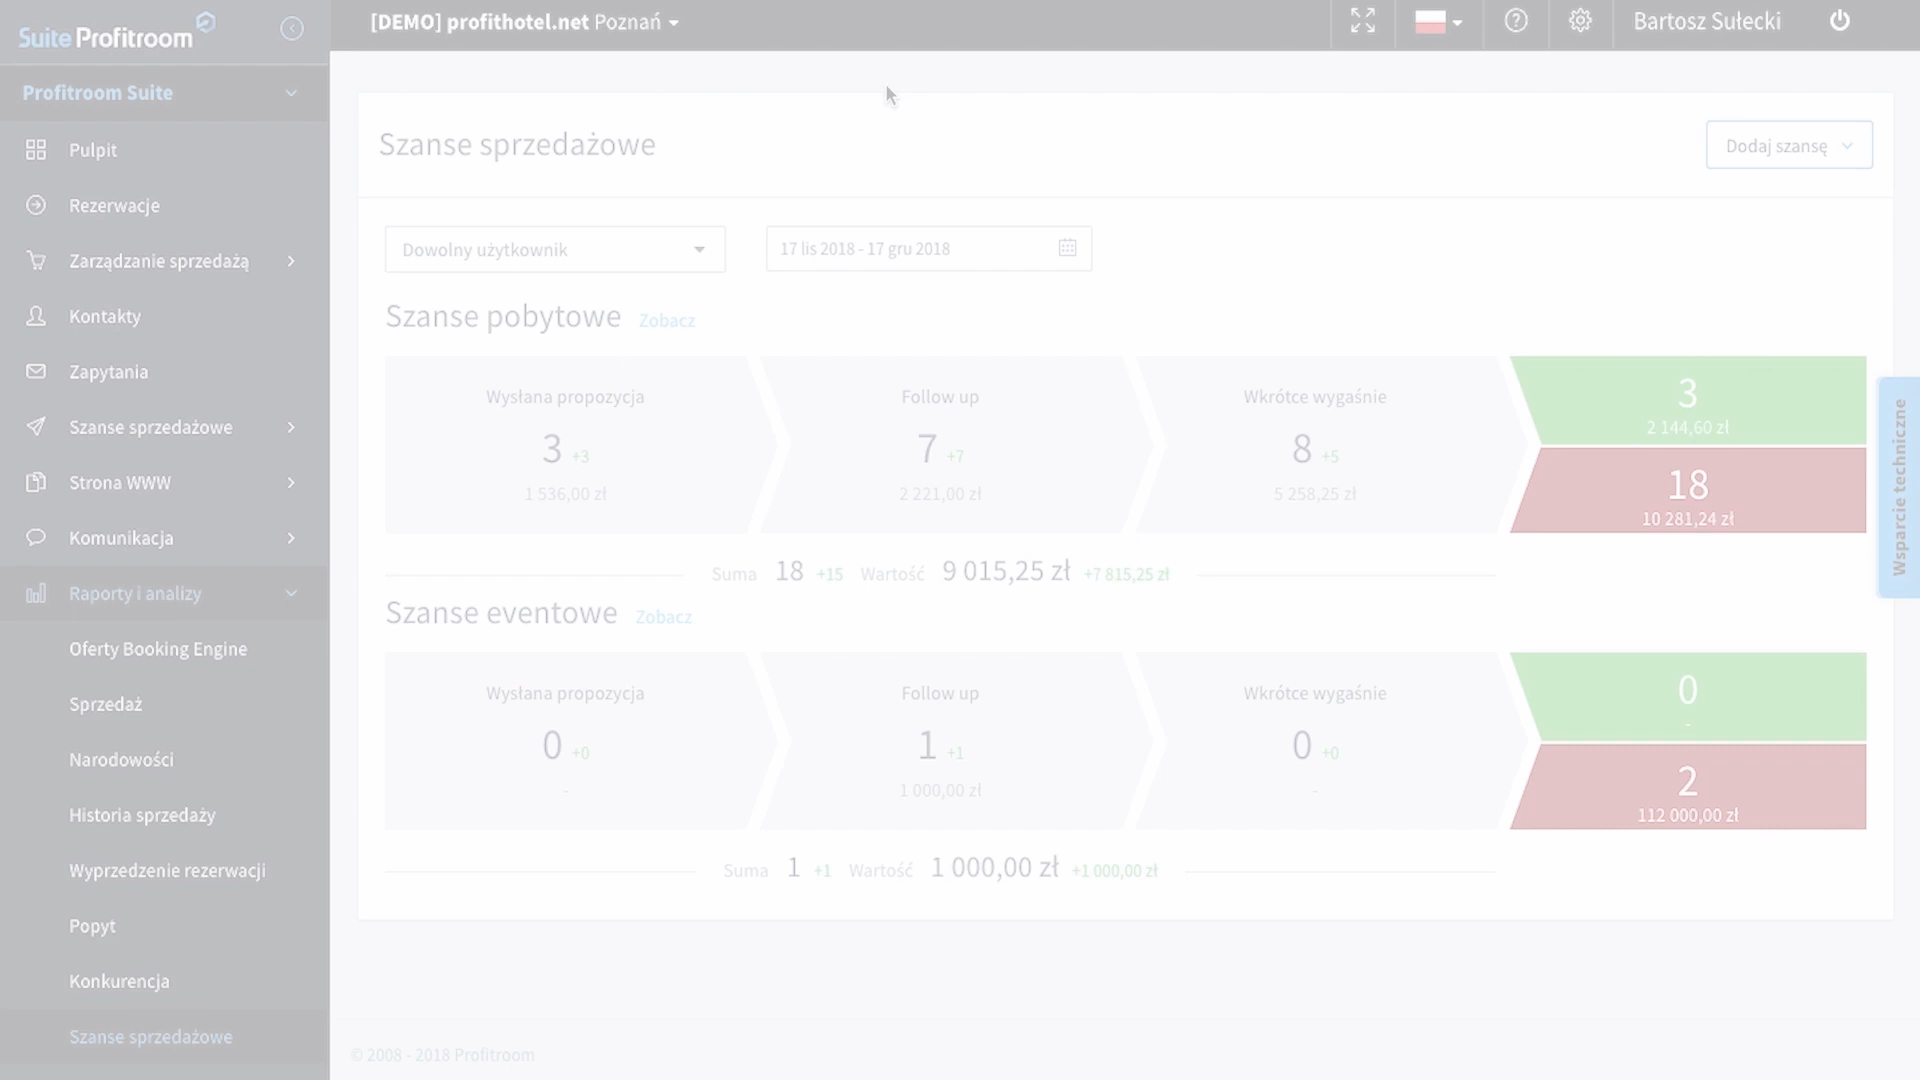 Suite Profitroom
[DEMO] profithotel.net Poznań
Bartosz Sułecki
Profitroom Suite
Pulpit
Rezerwacje
Zarządzanie sprzedażą
Kontakty
Zapytania
Szanse sprzedażowe
Strona WWW
Komunikacja
Raporty i analizy
Oferty Booking Engine
Sprzedaż
Narodowości
Historia sprzedaży
Wyprzedzenie rezerwacji
Popyt
Konkurencja
Szanse sprzedażowe
Szanse sprzedażowe
Dodaj szansę
Dowolny użytkownik
17 lis 2018 - 17 gru 2018
Szanse pobytowe Zobacz
Wysłana propozycja
3 +3
1 536,00 zł
Follow up
7 +7
2 221,00 zł
Wkrótce wygaśnie
8 +5
5 258,25 zł
3
2 144,60 zł
18
10 281,24 zł
Suma 18 +15 Wartość 9 015,25 zł +7 815,25 zł
Szanse eventowe Zobacz
Wysłana propozycja
0 +0
-
Follow up
1 +1
1 000,00 zł
Wkrótce wygaśnie
0 +0
-
0
-
2
112 000,00 zł
Suma 1 +1 Wartość 1 000,00 zł +1 000,00 zł
Wsparcie techniczne
© 2008 - 2018 Profitroom